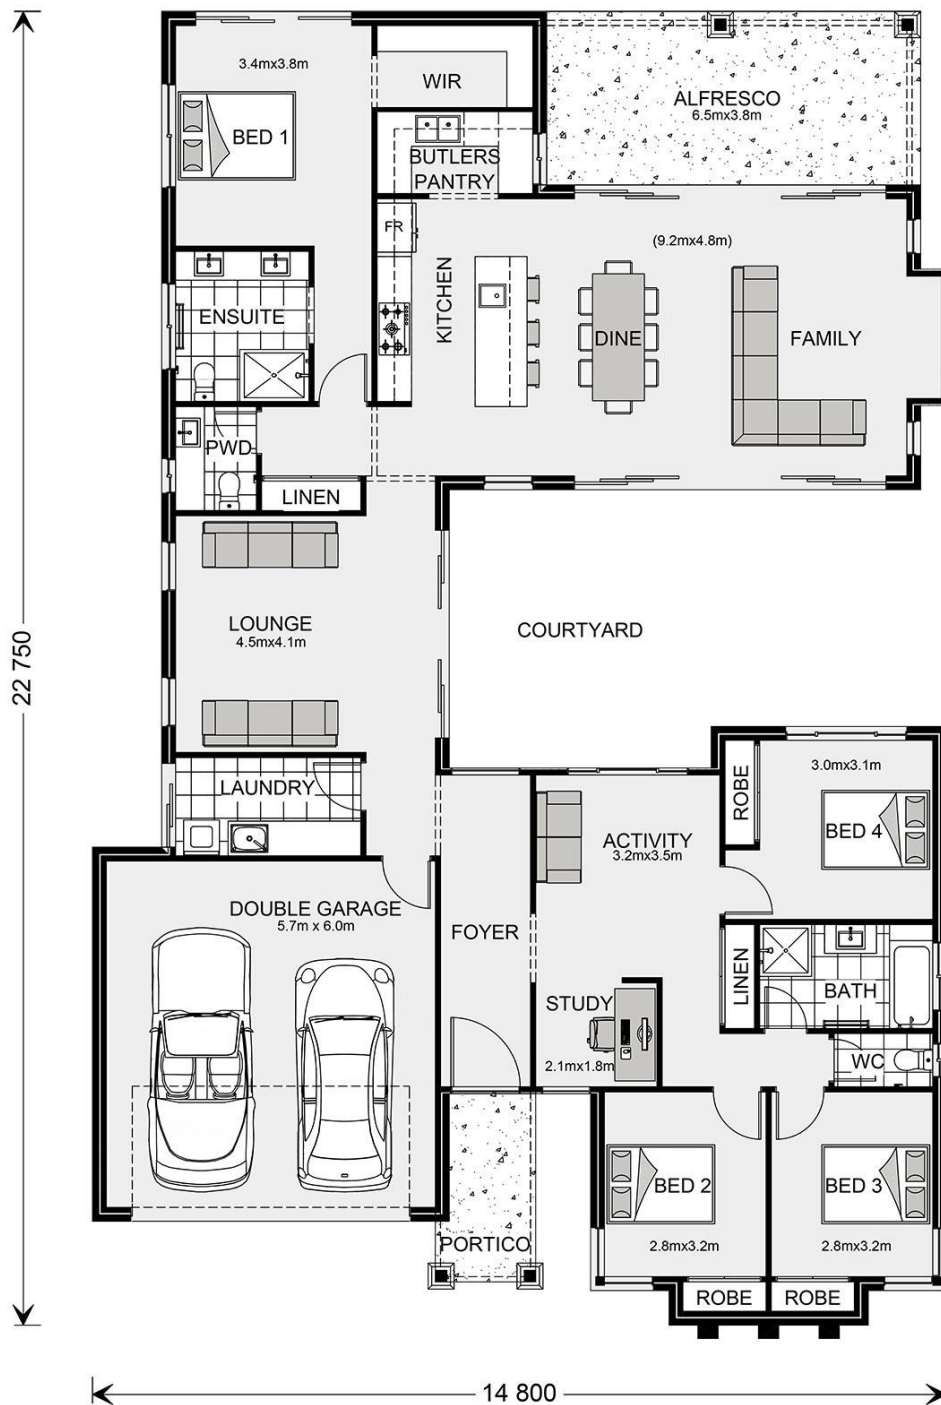 3.4mx3.8m
WIR
BED 1
ALFRESCO
6.5mx3.8m
BUTLERS
PANTRY
FR
(9.2mx4.8m)
KITCHEN
ENSUITE
DINE
FAMILY
PWD
LINEN
LOUNGE
4.5mx4.1m
COURTYARD
22 750
LAUNDRY
ROBE
3.0mx3.1m
BED 4
ACTIVITY
3.2mx3.5m
DOUBLE GARAGE
5.7m x 6.0m
FOYER
LINEN
BATH
STUDY
2.1mx1.8m
WC
BED 2
BED 3
PORTICO
2.8mx3.2m
2.8mx3.2m
ROBE
ROBE
14 800